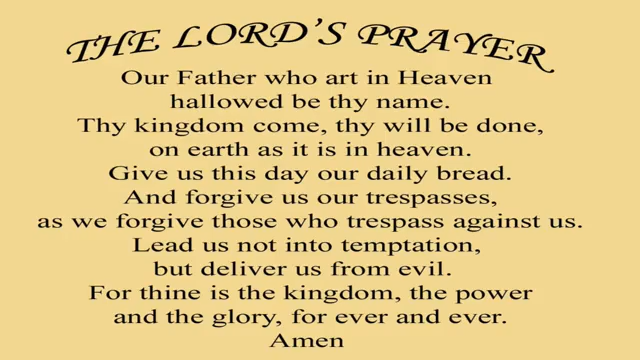 THE LORD'S PRAYER
Our Father who art in Heaven
hallowed be thy name.
Thy kingdom come, thy will be done,
on earth as it is in heaven.
Give us this day our daily bread.
And forgive us our trespasses,
as we forgive those who trespass against us.
Lead us not into temptation,
but deliver us from evil.
For thine is the kingdom, the power
and the glory, for ever and ever.
Amen